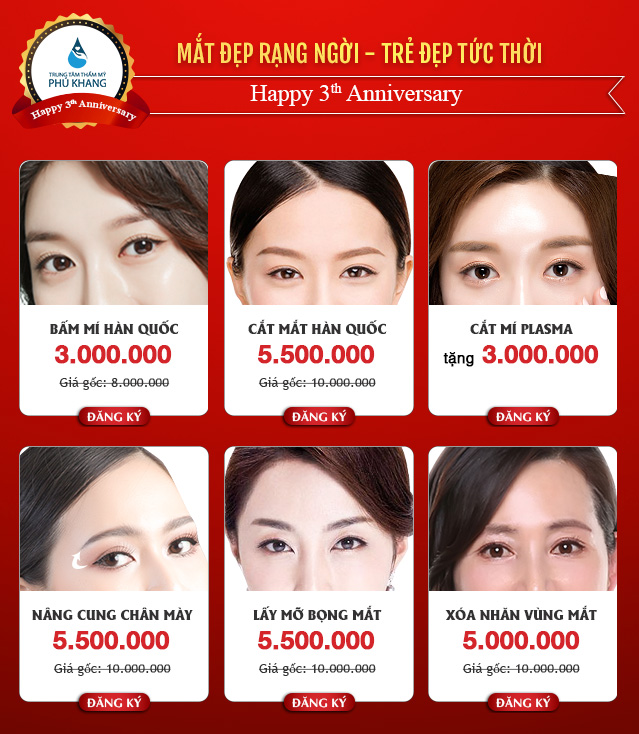 TRUNG TÂM THẨM MỸ
PHÚ KHANG
Happy 3th Anniversary
MẮT ĐẸP RẠNG NGỜI - TRẺ ĐẸP TỨC THỜI
Happy 3th Anniversary
BẤM MÍ HÀN QUỐC
3.000.000
Giá gốc: 8.000.000
ĐĂNG KÝ
CẮT MẮT HÀN QUỐC
5.500.000
Giá gốc: 10.000.000
ĐĂNG KÝ
CẮT MÍ PLASMA
tặng 3.000.000
ĐĂNG KÝ
NÂNG CUNG CHÂN MÀY
5.500.000
Giá gốc: 10.000.000
ĐĂNG KÝ
LẤY MỠ BỌNG MẮT
5.500.000
Giá gốc: 10.000.000
ĐĂNG KÝ
XÓA NHĂN VÙNG MẮT
5.000.000
Giá gốc: 10.000.000
ĐĂNG KÝ